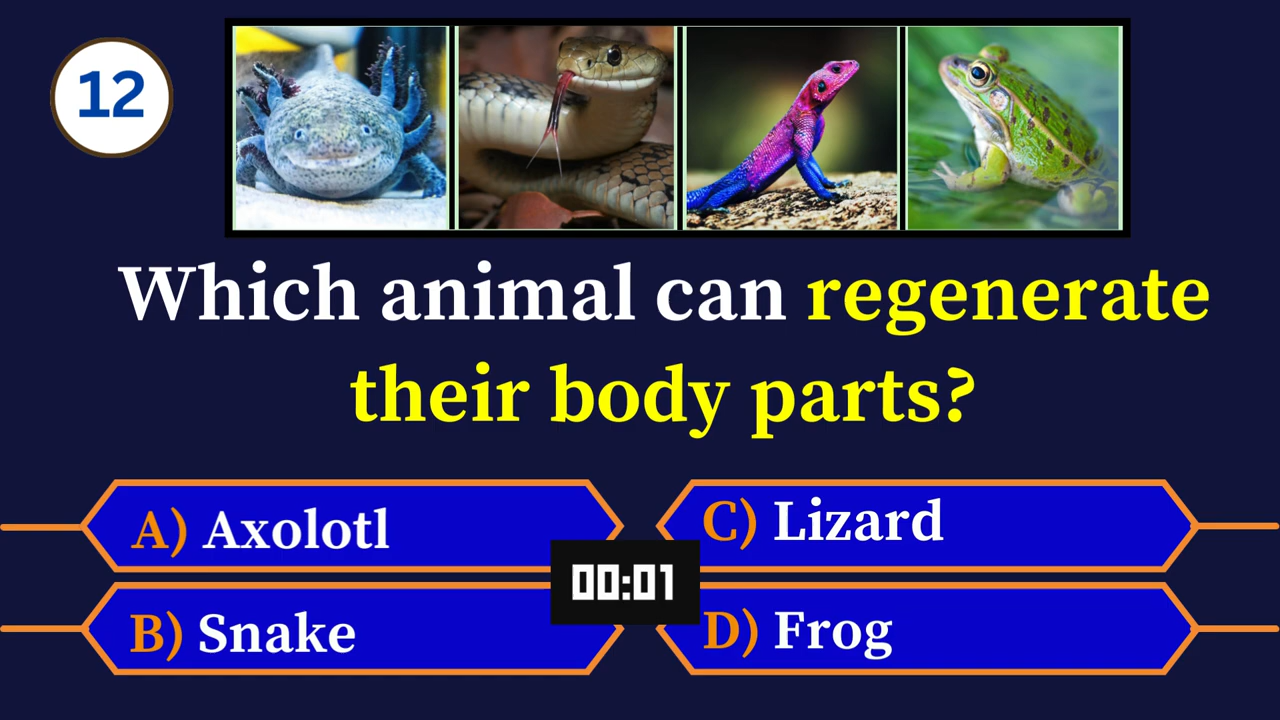 12
Which animal can regenerate
their body parts?
A) Axolotl
C) Lizard
00:01
B) Snake
D) Frog